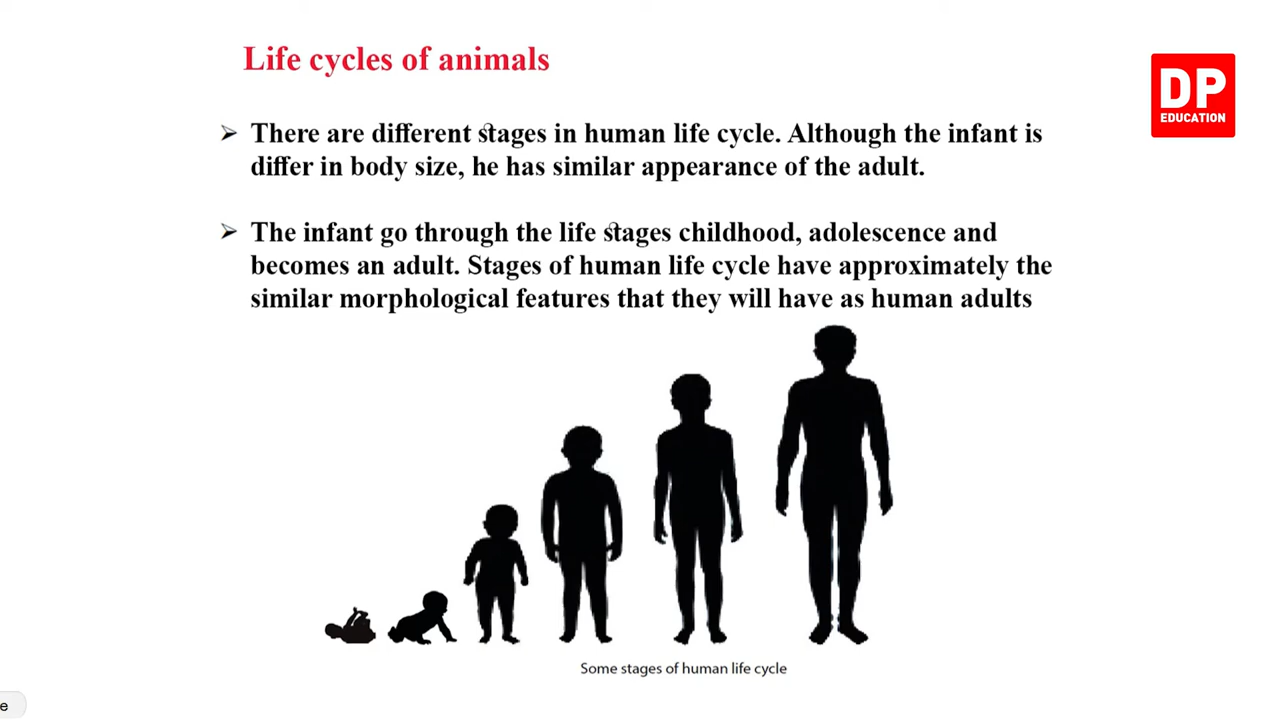 Life cycles of animals
DP
EDUCATION
There are different stages in human life cycle. Although the infant is
differ in body size, he has similar appearance of the adult.
The infant go through the life stages childhood, adolescence and
becomes an adult. Stages of human life cycle have approximately the
similar morphological features that they will have as human adults
Some stages of human life cycle
e